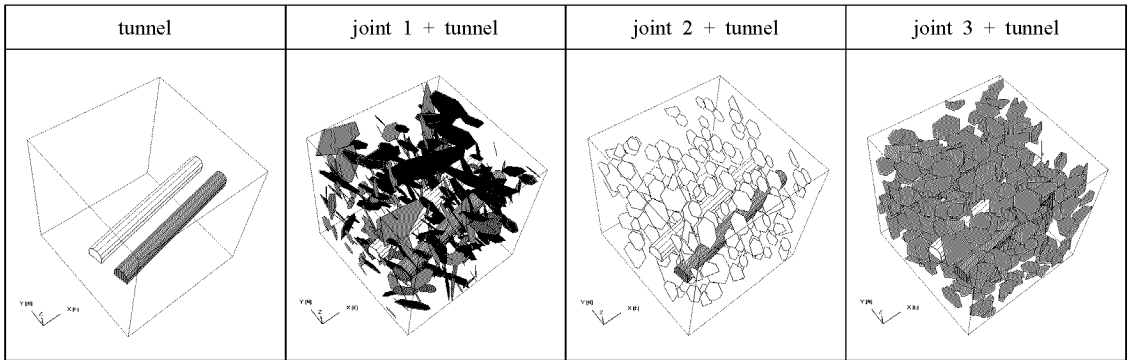 tunnel
joint 1 + tunnel
joint 2 + tunnel
joint 3 + tunnel
Y (N)
Z
X (E)
Y (N)
Z
X (E)
Y (N)
Z
X (E)
Y (N)
Z
X (E)